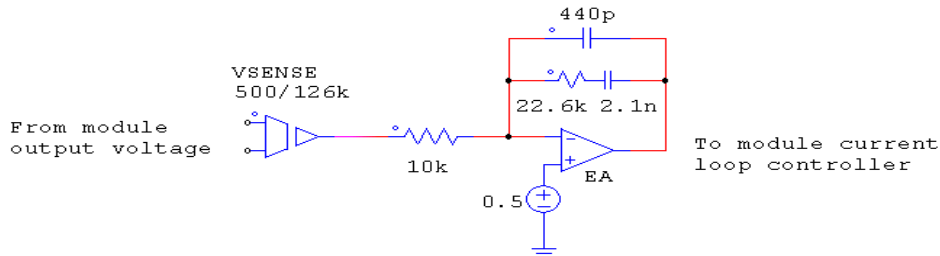 440p
VSENSE
500/126k
22.6k 2.1n
From module
output voltage
10k
−
+
EA
To module current
loop controller
0.5
+
−